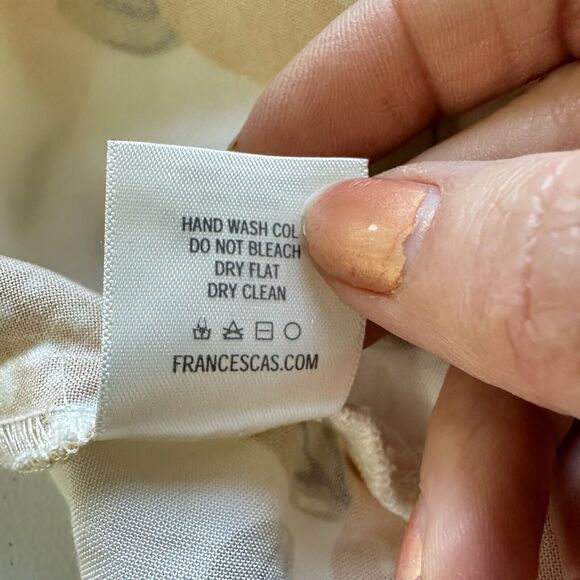 HAND WASH COL
DO NOT BLEACH
DRY FLAT
DRY CLEAN
FRANCESCAS.COM